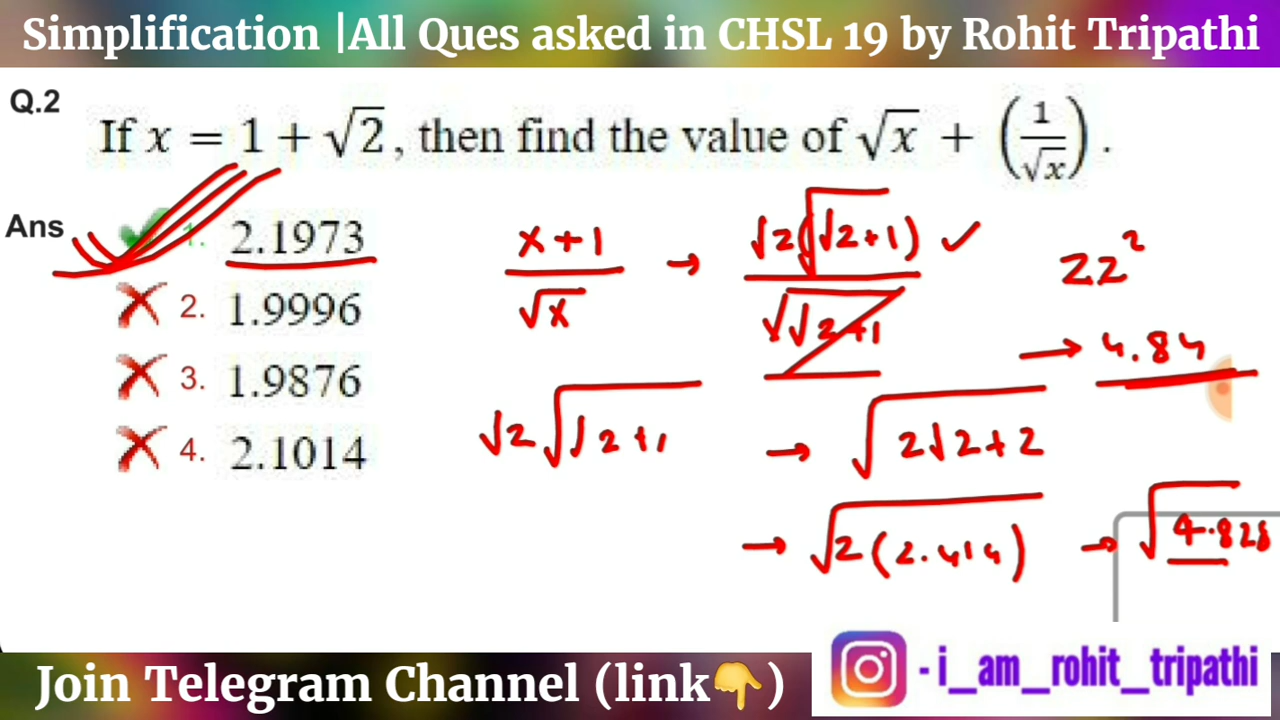 Simplification |All Ques asked in CHSL 19 by Rohit Tripathi
Q.2
If x = 1 + √2, then find the value of √x + (1/√x).
Ans
1. 2.1973
2. 1.9996
3. 1.9876
4. 2.1014
x+1/√x → √2(√(√2+1))/√(√2+1) ✓
22²
→ 4.84
√2√(√2+1) → √(2√2+2)
→ √(2(2.414)) → √4.828
Join Telegram Channel (link👇)
-i_am_rohit_tripathi